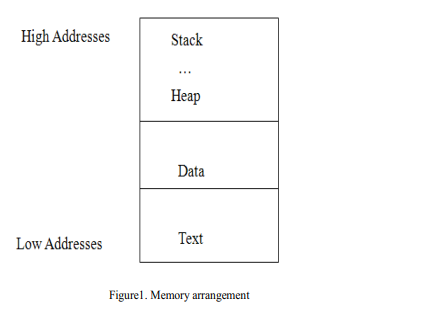 High Addresses
Stack
...
Heap
Data
Text
Low Addresses
Figure1. Memory arrangement